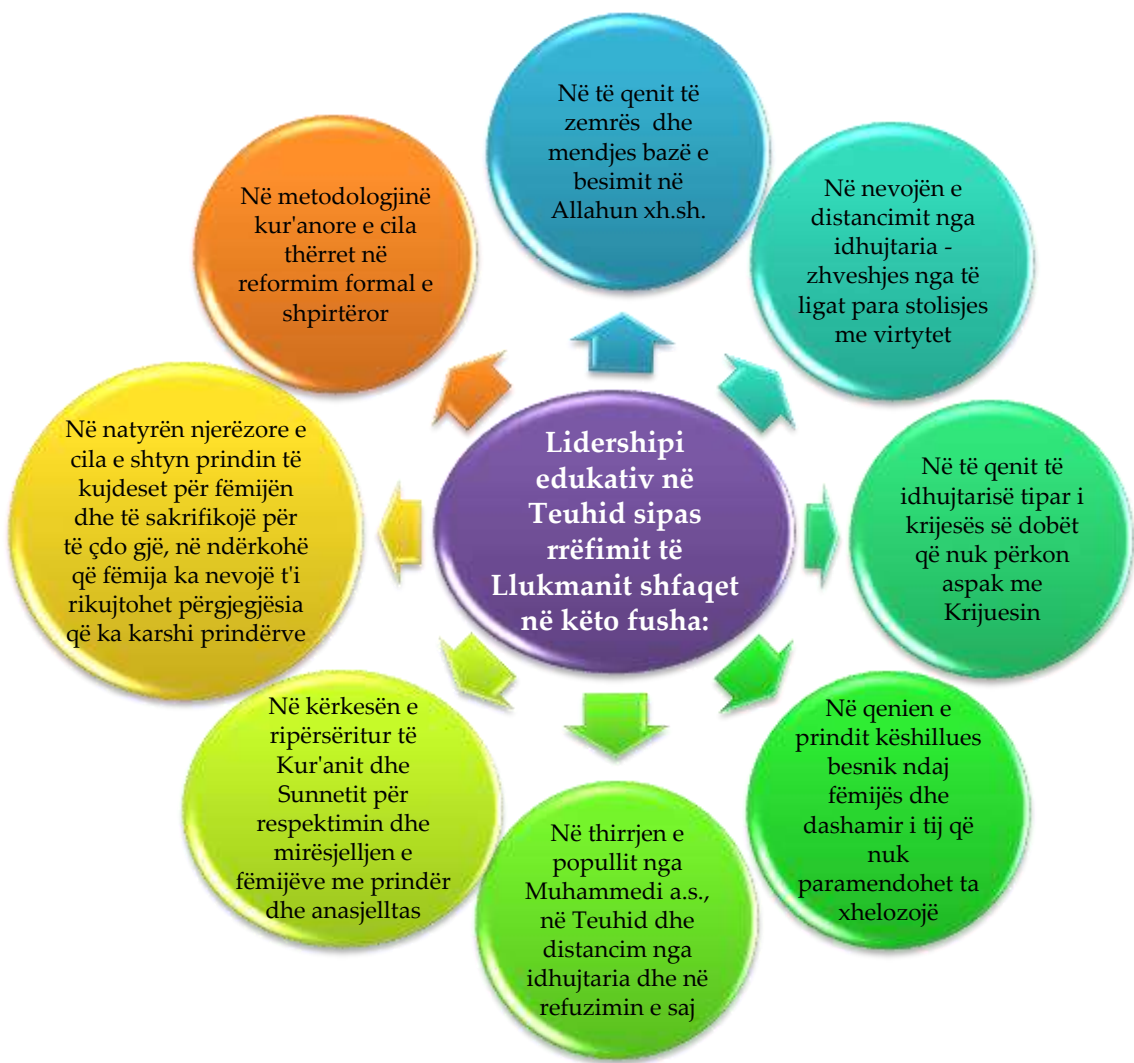 Lidershipi
edukativ në
Teuhid sipas
rrëfimit të
Llukmanit shfaqet
në këto fusha:
Në të qenit të
zemrës dhe
mendjes bazë e
besimit në
Allahun xh.sh.
Në nevojën e
distancimit nga
idhujtaria -
zhveshjes nga të
ligat para stolisjes
me virtytet
Në të qenit të
idhujtarisë tipar i
krijesës së dobët
që nuk përkon
aspak me
Krijuesin
Në qenien e
prindit këshillues
besnik ndaj
fëmijës dhe
dashamir i tij që
nuk
paramendohet ta
xhelozojë
Në thirrjen e
popullit nga
Muhammedi a.s.,
në Teuhid dhe
distancim nga
idhujtaria dhe në
refuzimin e saj
Në kërkesën e
ripërsëritur të
Kur'anit dhe
Sunnetit për
respektimin dhe
mirësjelljen e
fëmijëve me prindër
dhe anasjelltas
Në natyrën njerëzore e
cila e shtyn prindin të
kujdeset për fëmijën
dhe të sakrifikojë për
të çdo gjë, në ndërkohë
që fëmija ka nevojë t'i
rikujtohet përgjegjësia
që ka karshi prindërve
Në metodologjinë
kur'anore e cila
thërret në
reformim formal e
shpirtëror